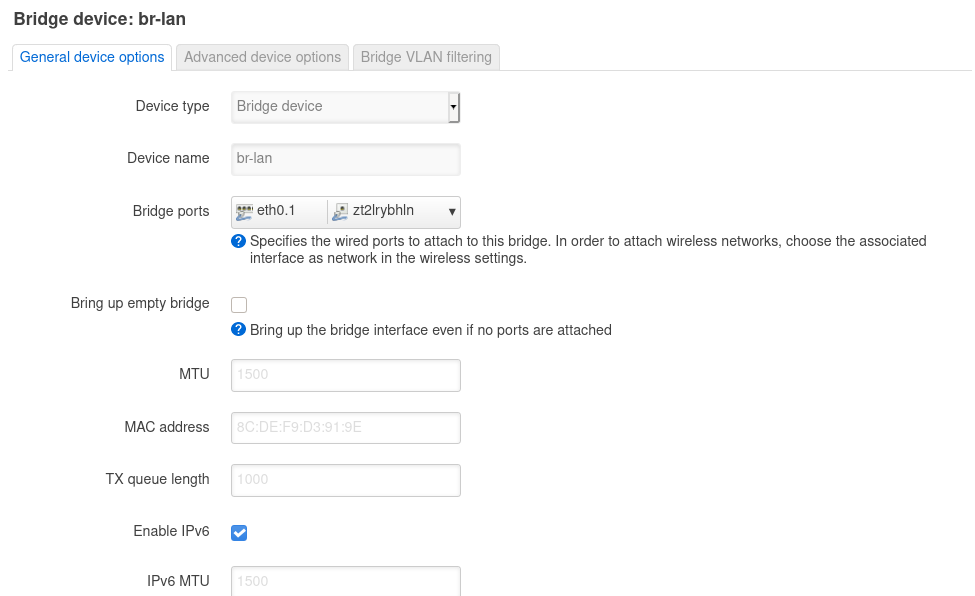 Bridge device: br-lan
General device options
Advanced device options
Bridge VLAN filtering
Device type
Bridge device
Device name
br-lan
Bridge ports
eth0.1
zt2lrybhln
Specifies the wired ports to attach to this bridge. In order to attach wireless networks, choose the associated
interface as network in the wireless settings.
Bring up empty bridge
Bring up the bridge interface even if no ports are attached
MTU
1500
MAC address
8C:DE:F9:D3:91:9E
TX queue length
1000
Enable IPv6
IPv6 MTU
1500